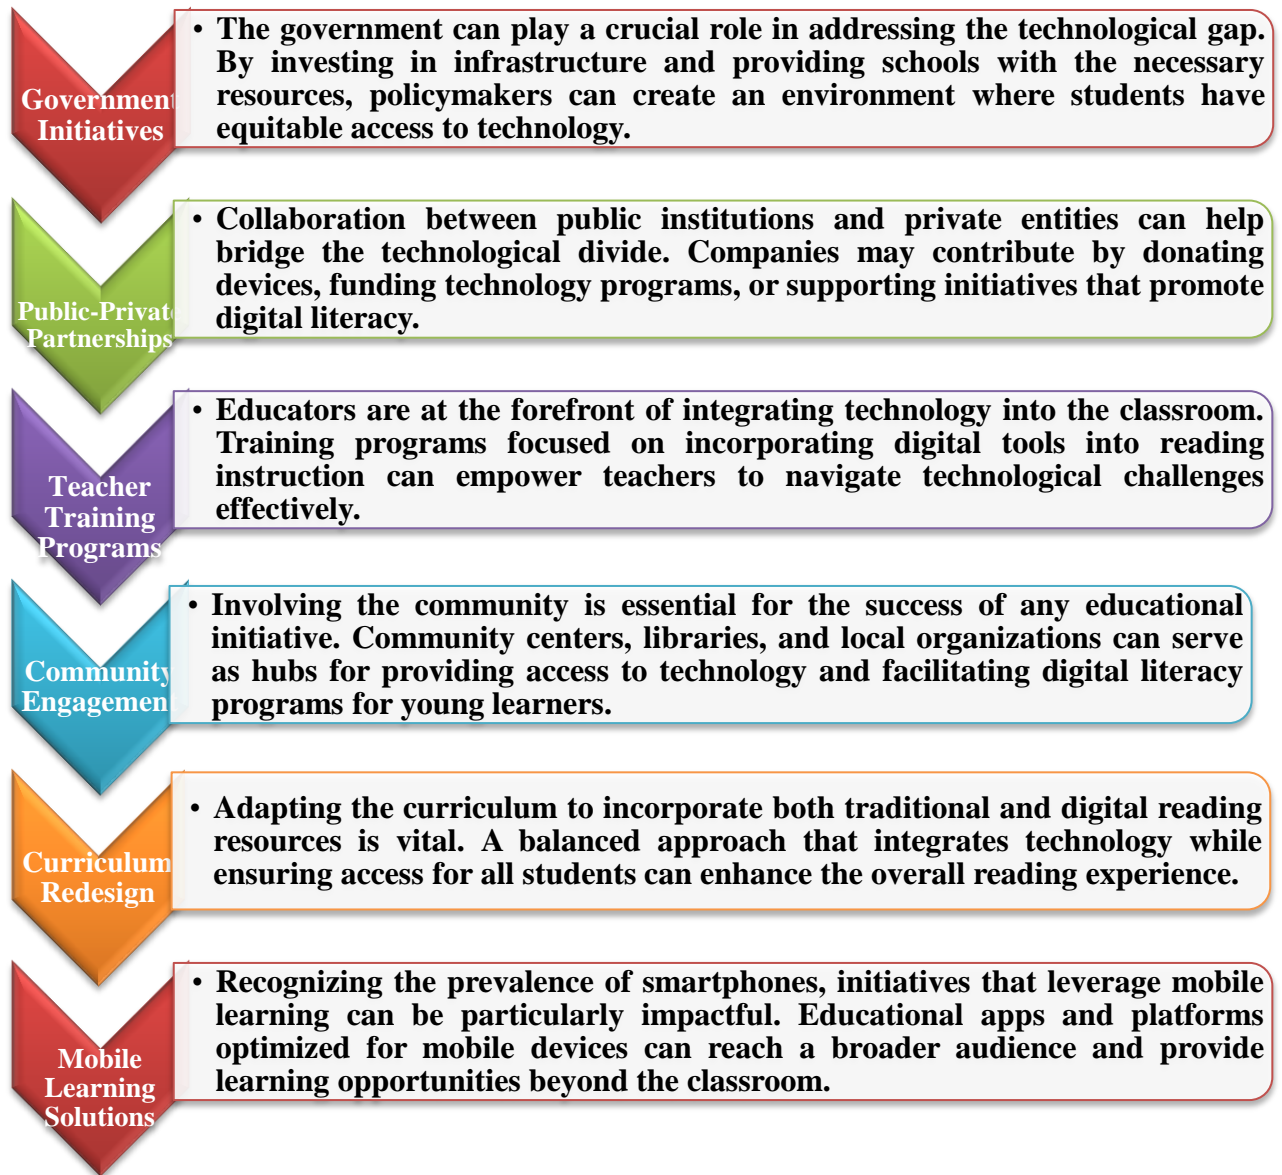 Government
Initiatives
• The government can play a crucial role in addressing the technological gap.
By investing in infrastructure and providing schools with the necessary
resources, policymakers can create an environment where students have
equitable access to technology.
Public-Private
Partnerships
• Collaboration between public institutions and private entities can help
bridge the technological divide. Companies may contribute by donating
devices, funding technology programs, or supporting initiatives that promote
digital literacy.
Teacher
Training
Programs
• Educators are at the forefront of integrating technology into the classroom.
Training programs focused on incorporating digital tools into reading
instruction can empower teachers to navigate technological challenges
effectively.
Community
Engagement
• Involving the community is essential for the success of any educational
initiative. Community centers, libraries, and local organizations can serve
as hubs for providing access to technology and facilitating digital literacy
programs for young learners.
Curriculum
Redesign
• Adapting the curriculum to incorporate both traditional and digital reading
resources is vital. A balanced approach that integrates technology while
ensuring access for all students can enhance the overall reading experience.
Mobile
Learning
Solutions
• Recognizing the prevalence of smartphones, initiatives that leverage mobile
learning can be particularly impactful. Educational apps and platforms
optimized for mobile devices can reach a broader audience and provide
learning opportunities beyond the classroom.